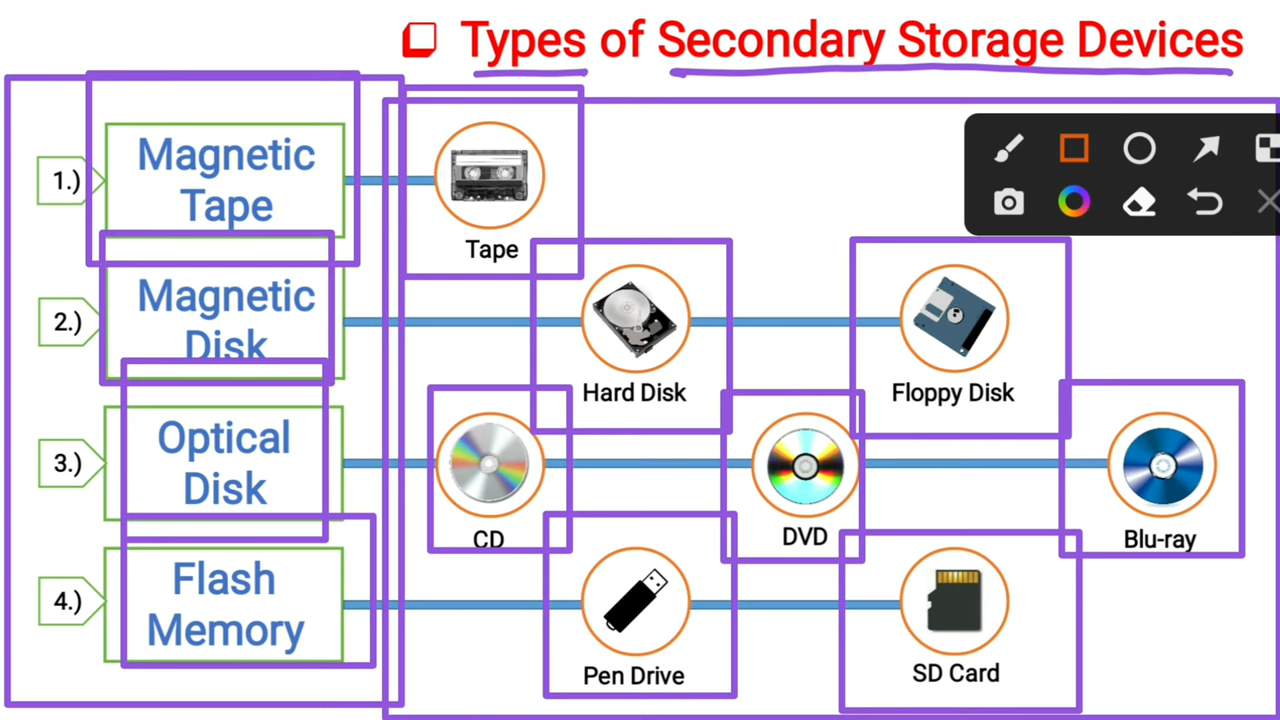 Types of Secondary Storage Devices
1.)
Magnetic
Tape
Tape
2.)
Magnetic
Disk
Hard Disk
Floppy Disk
3.)
Optical
Disk
CD
DVD
Blu-ray
4.)
Flash
Memory
Pen Drive
SD Card